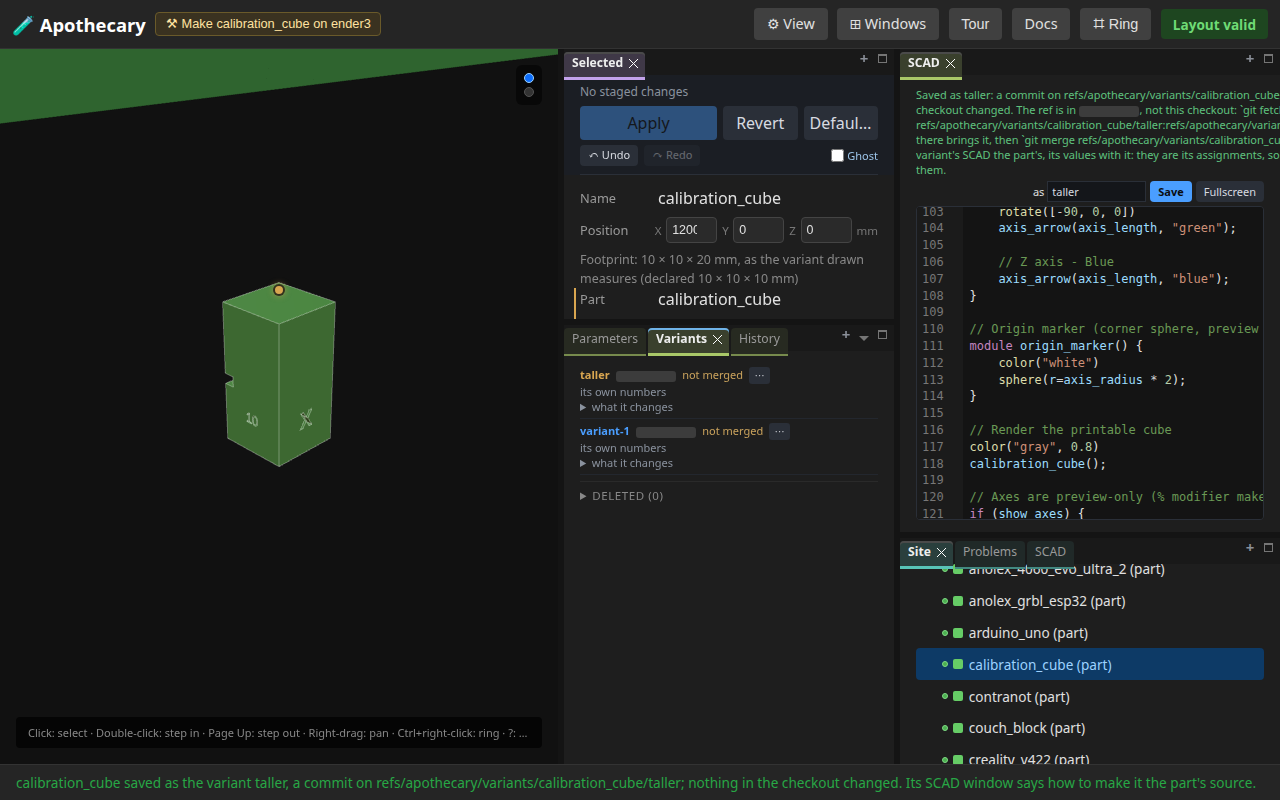 Apothecary
⚒ Make calibration_cube on ender3
⚙ View
⊞ Windows
Tour
Docs
⌗ Ring
Layout valid
Selected
No staged changes
Apply
Revert
Defaul...
↶ Undo
↷ Redo
Ghost
Name calibration_cube
Position X 1200 Y 0 Z 0 mm
Footprint: 10 × 10 × 20 mm, as the variant drawn
measures (declared 10 × 10 × 10 mm)
Part calibration_cube
Parameters
Variants
History
taller not merged ...
its own numbers
▶ what it changes
variant-1 not merged ...
its own numbers
▶ what it changes
▶ DELETED (0)
SCAD
Saved as taller: a commit on refs/apothecary/variants/calibration_cube
checkout changed. The ref is in , not this checkout: `git fetc
refs/apothecary/variants/calibration_cube/taller:refs/apothecary/varian
there brings it, then `git merge refs/apothecary/variants/calibration_cu
variant's SCAD the part's, its values with it: they are its assignments, so
them.
as taller
Save
Fullscreen
103 rotate([-90, 0, 0])
104 axis_arrow(axis_length, "green");
105
106 // Z axis - Blue
107 axis_arrow(axis_length, "blue");
108 }
109
110 // Origin marker (corner sphere, preview
111 module origin_marker() {
112 color("white")
113 sphere(r=axis_radius * 2);
114 }
115
116 // Render the printable cube
117 color("gray", 0.8)
118 calibration_cube();
119
120 // Axes are preview-only (% modifier make
121 if (show_axes) {
Site
Problems
SCAD
anolex_4060_evo_ultra_2 (part)
anolex_grbl_esp32 (part)
arduino_uno (part)
calibration_cube (part)
contranot (part)
couch_block (part)
creality_v422 (part)
10
X
Click: select · Double-click: step in · Page Up: step out · Right-drag: pan · Ctrl+right-click: ring · ?: ...
calibration_cube saved as the variant taller, a commit on refs/apothecary/variants/calibration_cube/taller; nothing in the checkout changed. Its SCAD window says how to make it the part's source.